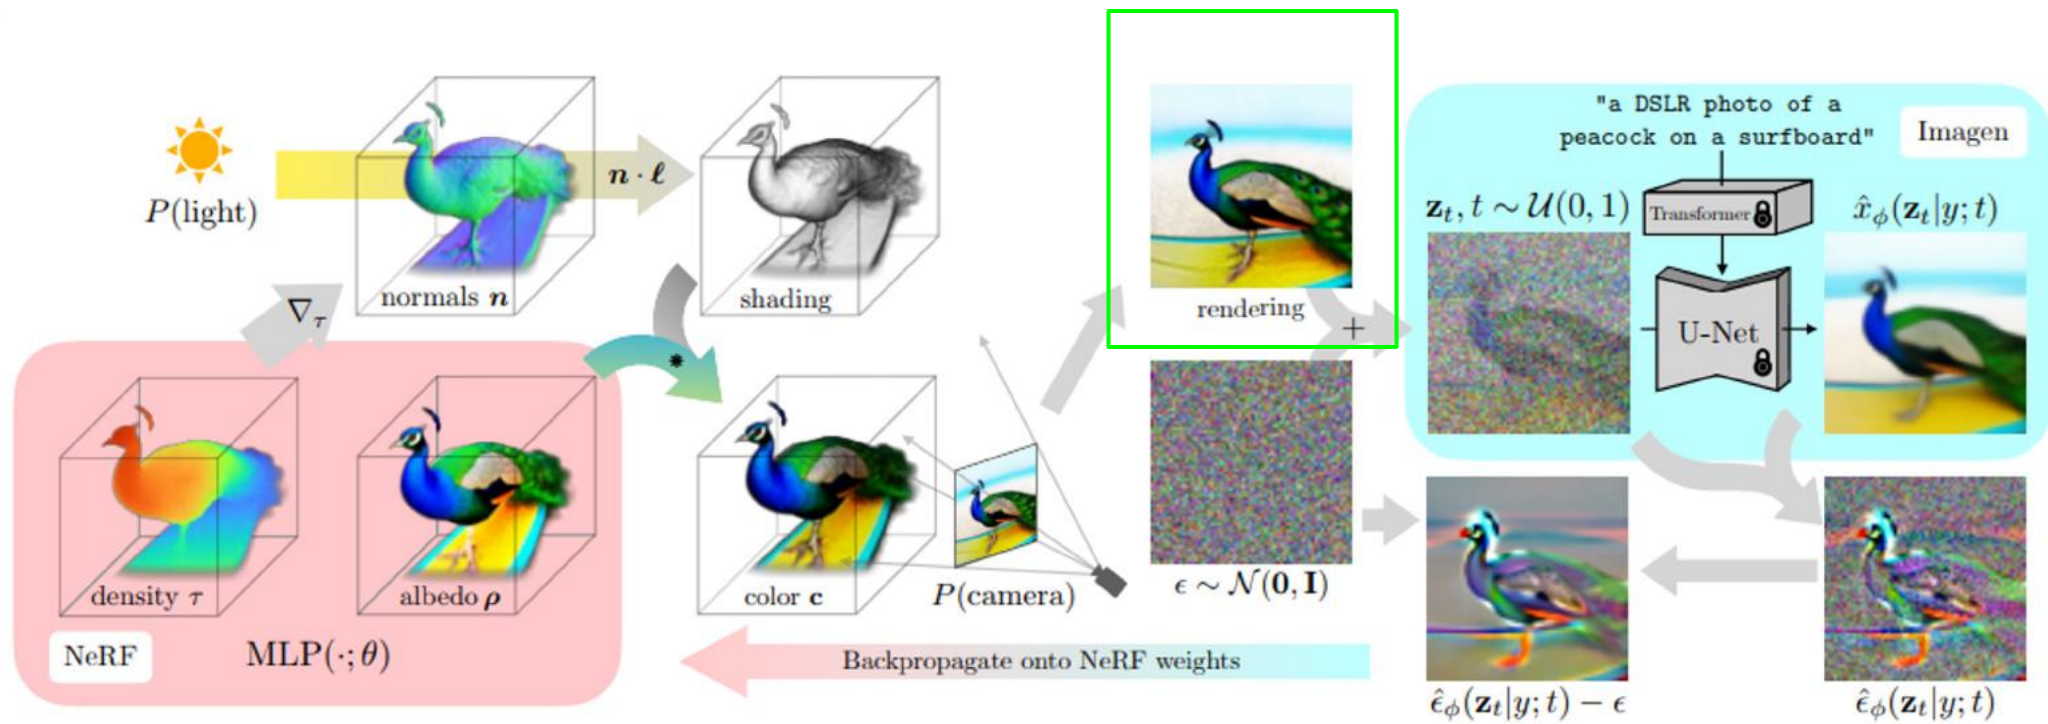 P(light)
n · ℓ
normals n
shading
∇τ
density τ
albedo ρ
NeRF
MLP(·; θ)
*
color c
P(camera)
Backpropagate onto NeRF weights
rendering
+
ϵ ∼ 𝒩(0, I)
"a DSLR photo of a
peacock on a surfboard"
Imagen
z_t, t ∼ 𝒰(0, 1)
Transformer
x̂_ϕ(z_t|y; t)
U-Net
ϵ̂_ϕ(z_t|y; t) − ϵ
ϵ̂_ϕ(z_t|y; t)